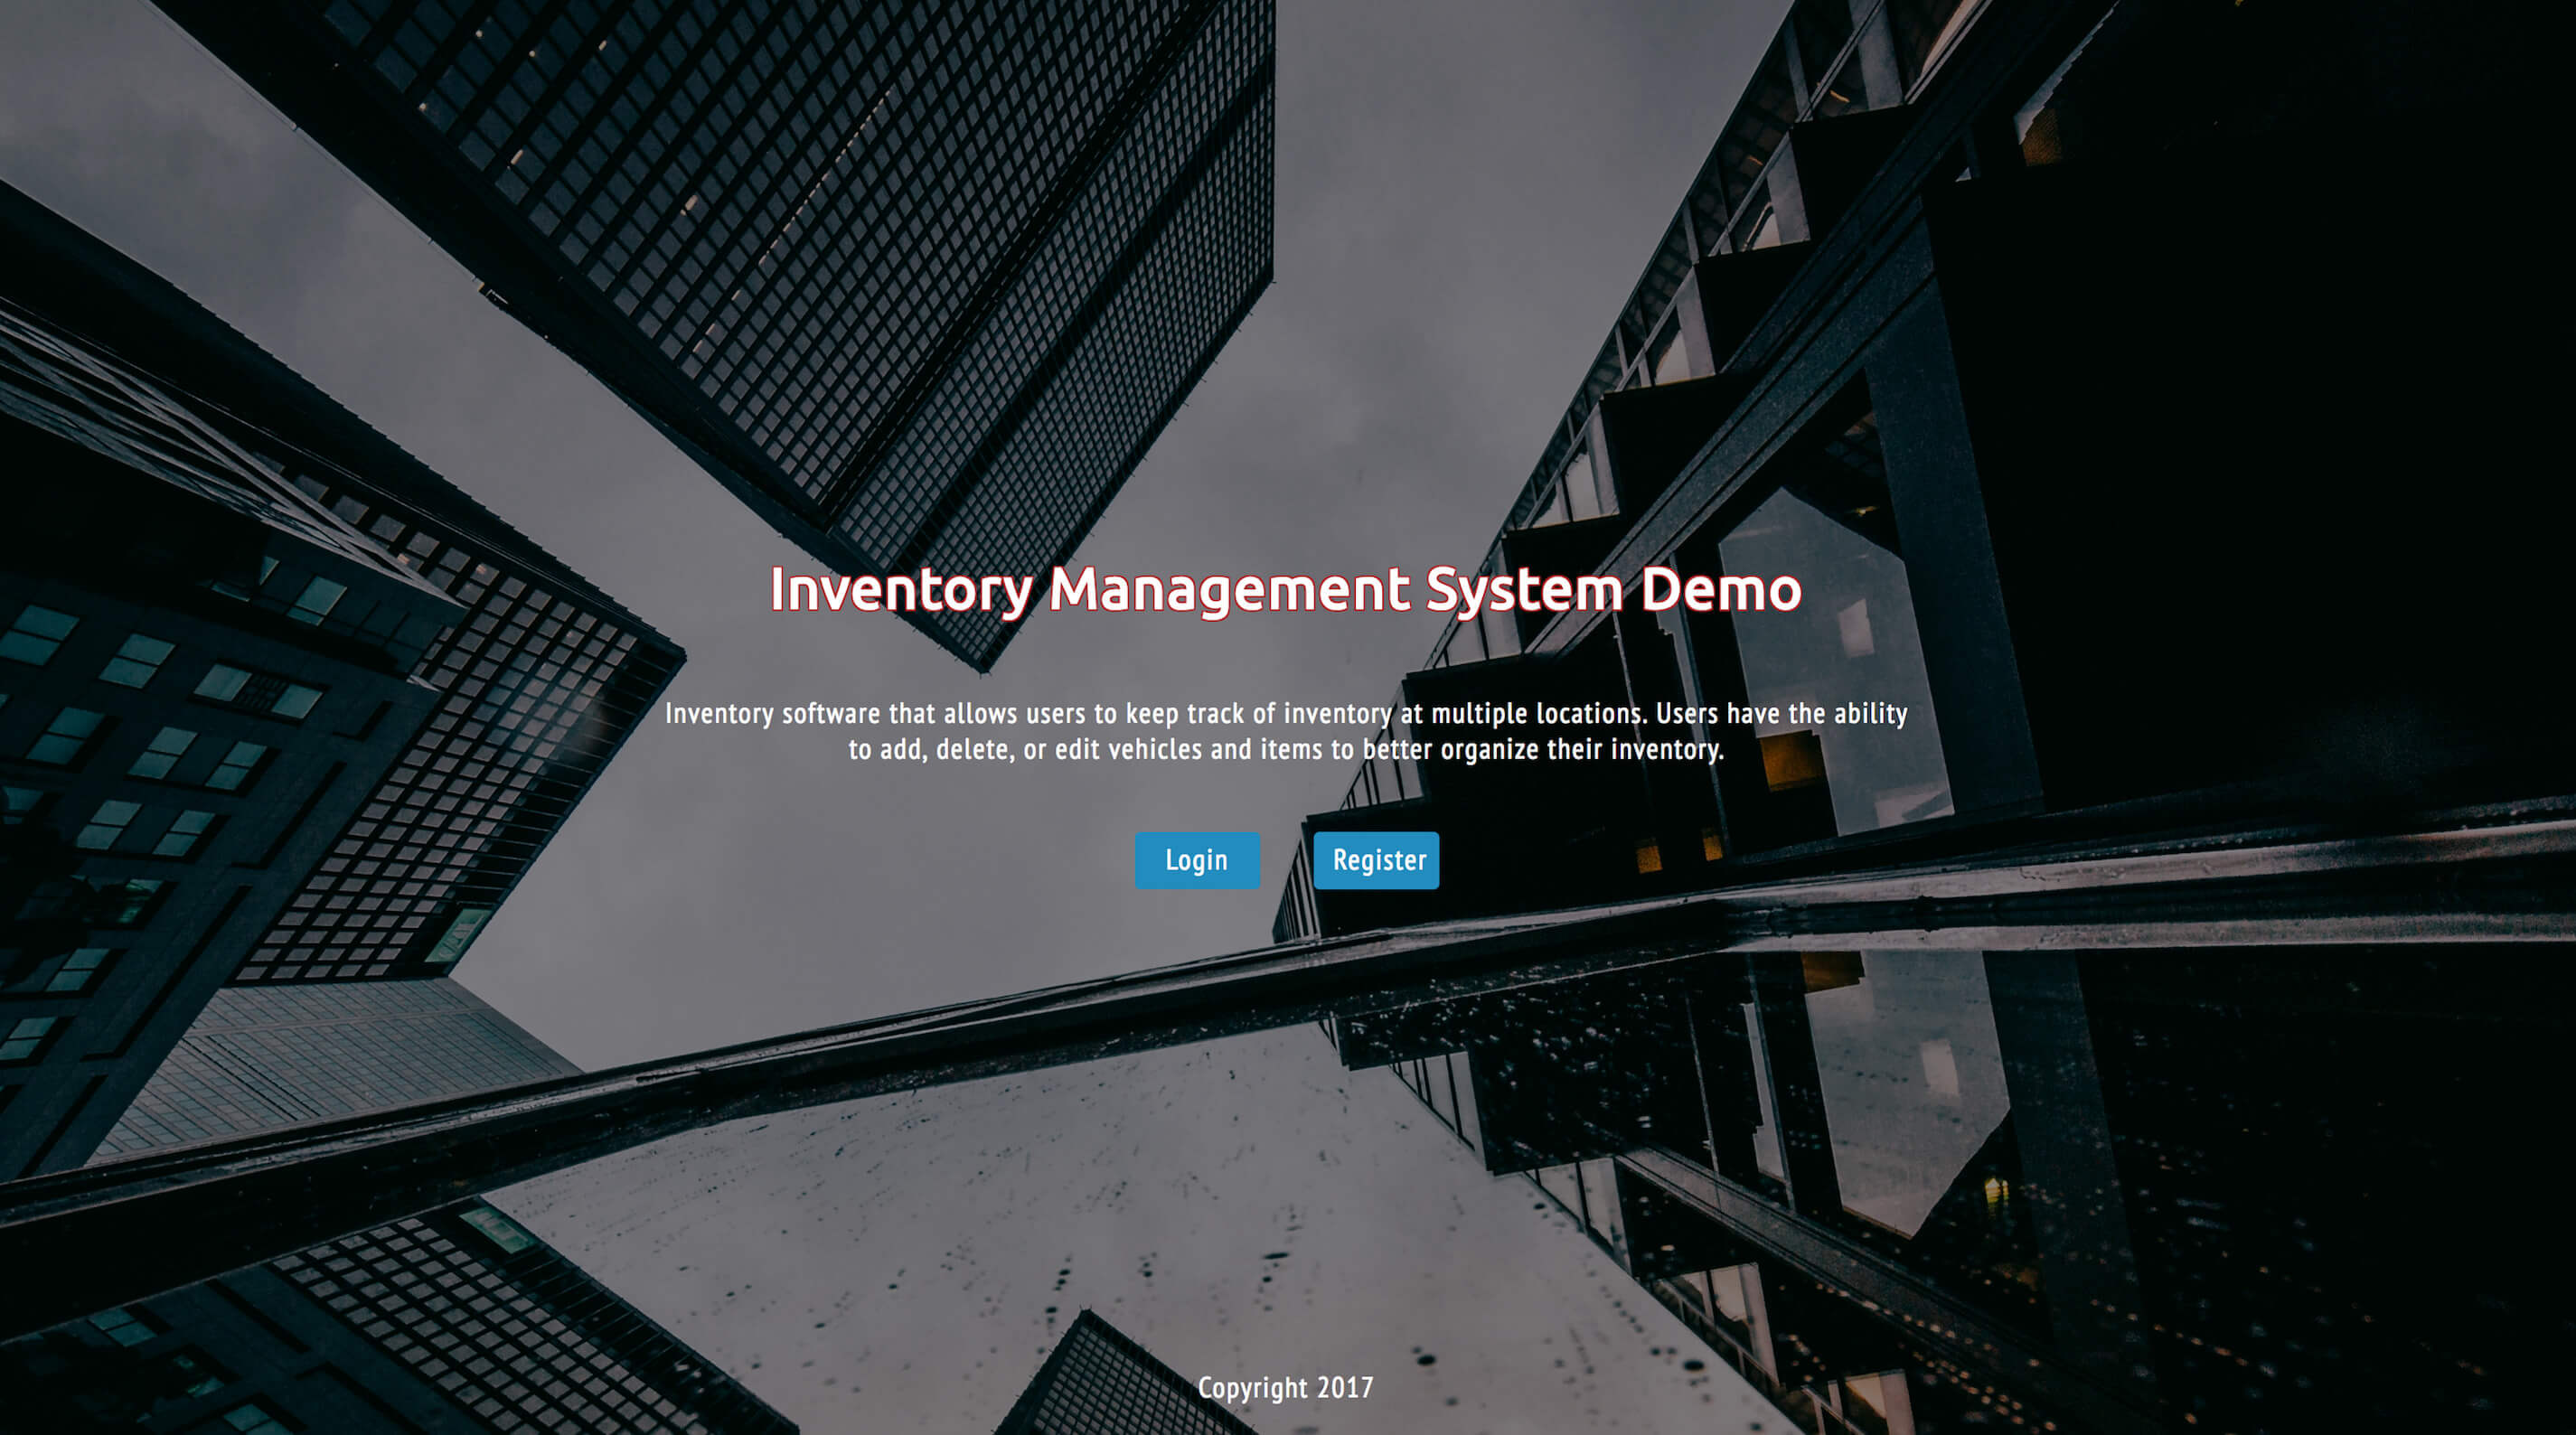 Inventory Management System Demo
Inventory software that allows users to keep track of inventory at multiple locations. Users have the ability
to add, delete, or edit vehicles and items to better organize their inventory.
Login
Register
Copyright 2017